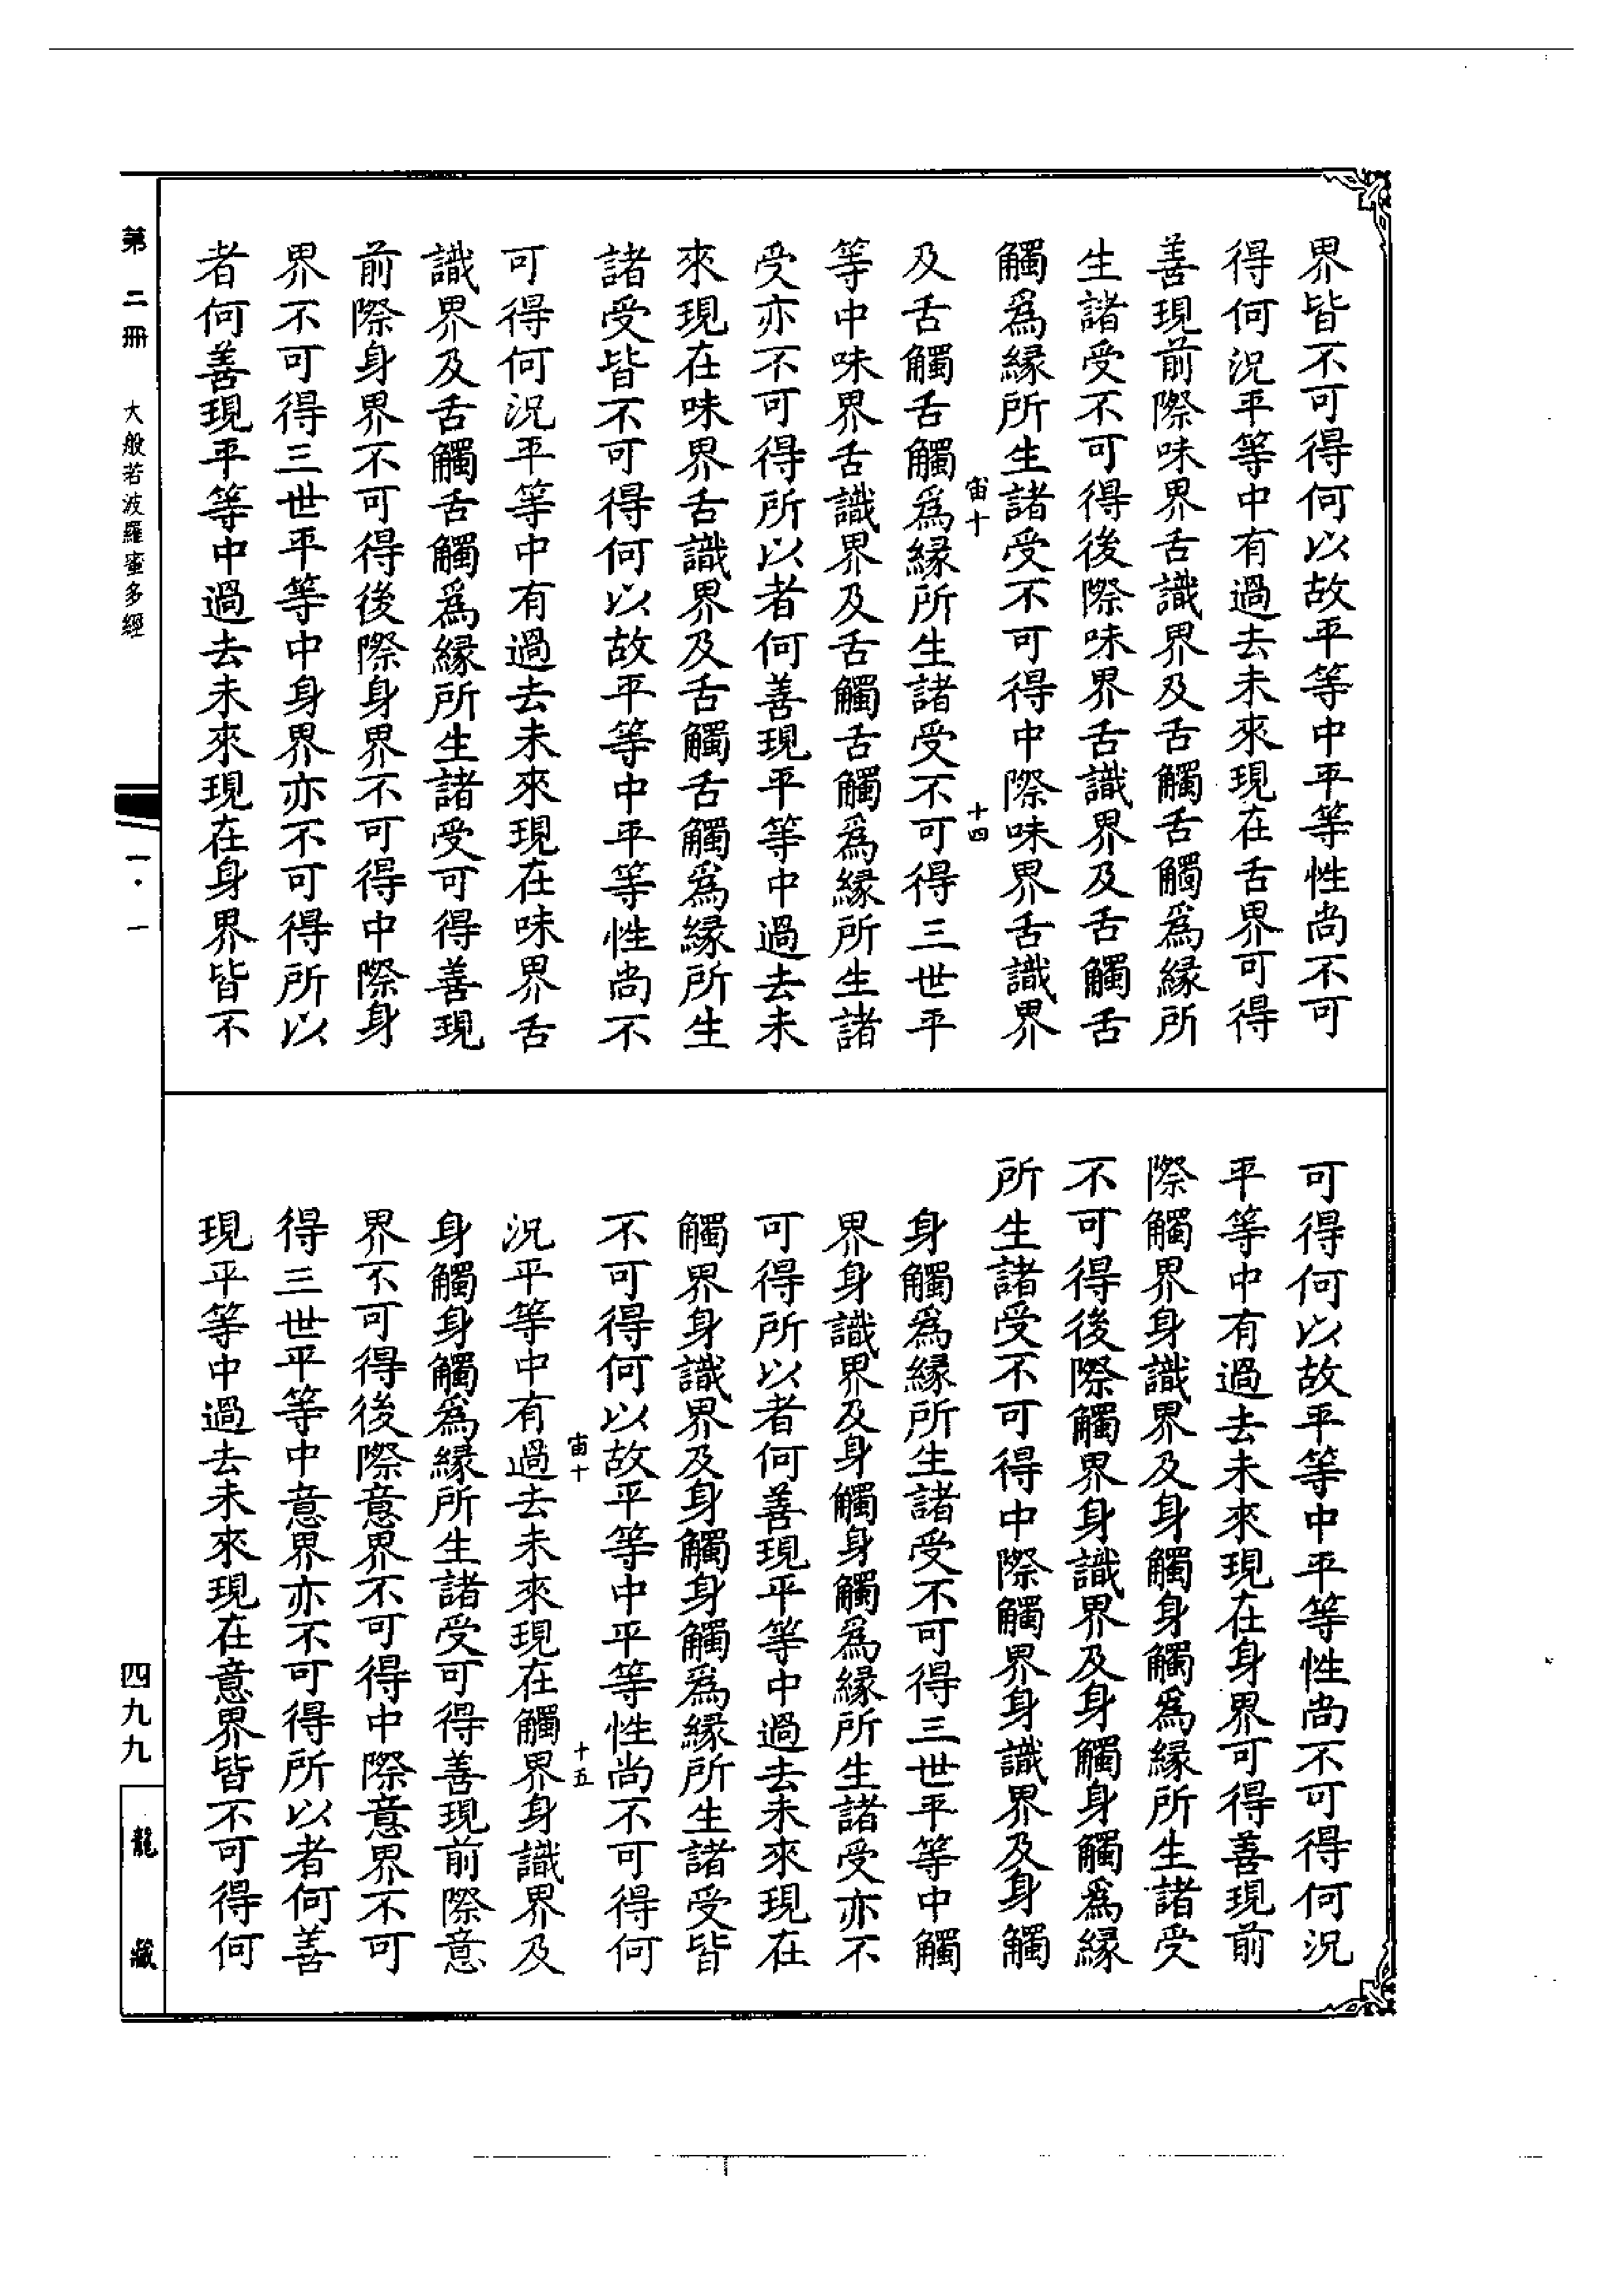 界皆不可得何以故平等中平等性尚不可
得何況平等中有過去未來現在舌界可得
善現前際味界舌識界及舌觸舌觸爲緣所
生諸受不可得後際味界舌識界及舌觸舌
觸爲緣所生諸受不可得中際味界舌識界
宙十
十四
及舌觸舌觸爲緣所生諸受不可得三世平
等中味界舌識界及舌觸舌觸爲緣所生諸
受亦不可得所以者何善現平等中過去未
來現在味界舌識界及舌觸舌觸爲緣所生
諸受皆不可得何以故平等中平等性尚不
可得何況平等中有過去未來現在味界舌
識界及舌觸舌觸爲緣所生諸受可得善現
前際身界不可得後際身界不可得中際身
界不可得三世平等中身界亦不可得所以
者何善現平等中過去未來現在身界皆不
可得何以故平等中平等性尚不可得何況
平等中有過去未來現在身界可得善現前
際觸界身識界及身觸身觸爲緣所生諸受
不可得後際觸界身識界及身觸身觸爲緣
所生諸受不可得中際觸界身識界及身觸
身觸爲緣所生諸受不可得三世平等中觸
界身識界及身觸身觸爲緣所生諸受亦不
可得所以者何善現平等中過去未來現在
觸界身識界及身觸身觸爲緣所生諸受皆
不可得何以故平等中平等性尚不可得何
宙十
十五
況平等中有過去未來現在觸界身識界及
身觸身觸爲緣所生諸受可得善現前際意
界不可得後際意界不可得中際意界不可
得三世平等中意界亦不可得所以者何善
現平等中過去未來現在意界皆不可得何
第二冊 大般若波羅蜜多經 一·一 四九九 龍藏